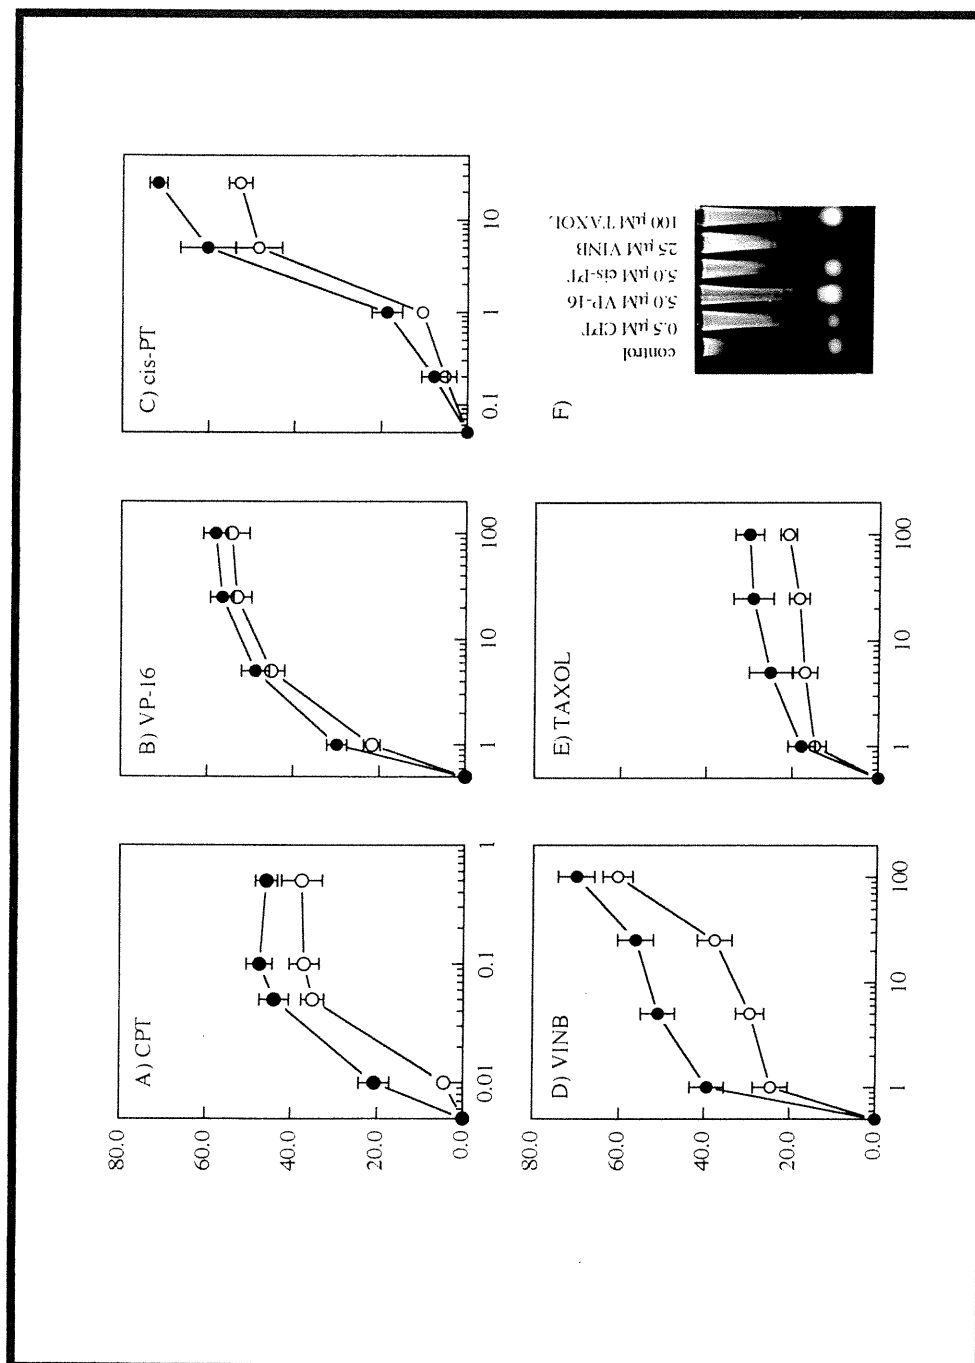 A) CPT
80.0
60.0
40.0
20.0
0.0
0.01
0.1
1
B) VP-16
1
10
100
C) cis-PT
0.1
1
10
D) VINB
80.0
60.0
40.0
20.0
0.0
1
10
100
E) TAXOL
1
10
100
F)
control
0.5 µM CPT
5.0 µM VP-16
5.0 µM cis-PT
25 µM VINB
100 µM TAXOL